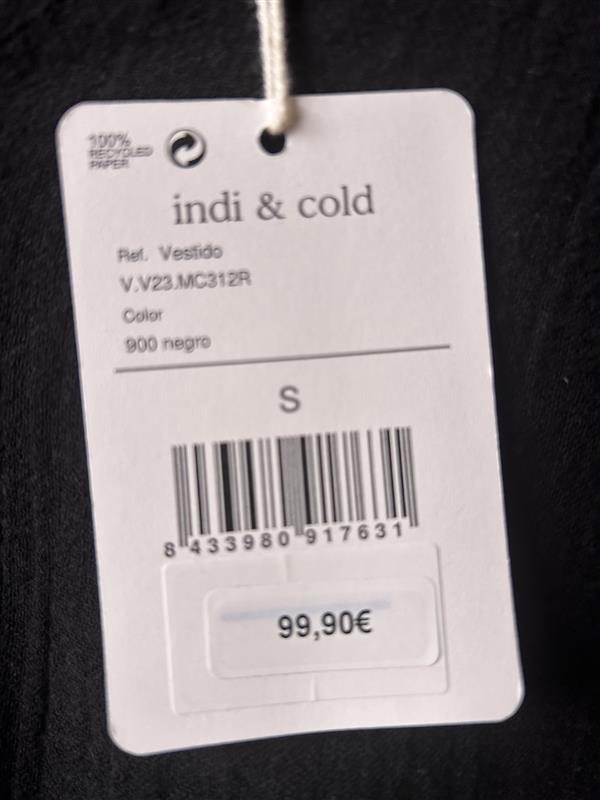 100%
RECYCLED
PAPER
indi & cold
Ref. Vestido
V.V23.MC312R
Color
900 negro
S
8 433980 917631
99,90€